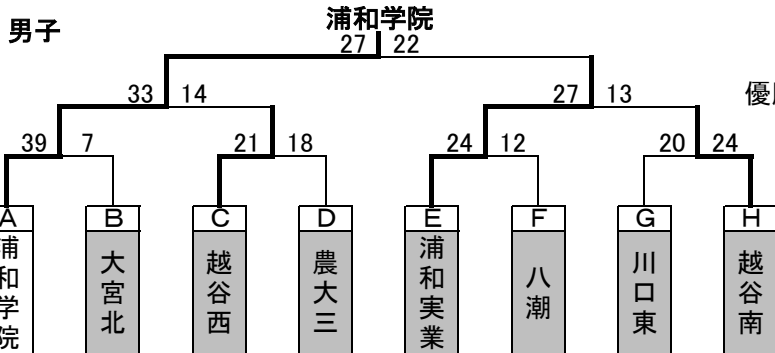 浦和学院
男子
27 22
33 14
27 13
優
39 7
21 18
24 12
20 24
A B C D E F G H
浦和学院
大宮北
越谷西
農大三
浦和実業
八潮
川口東
越谷南